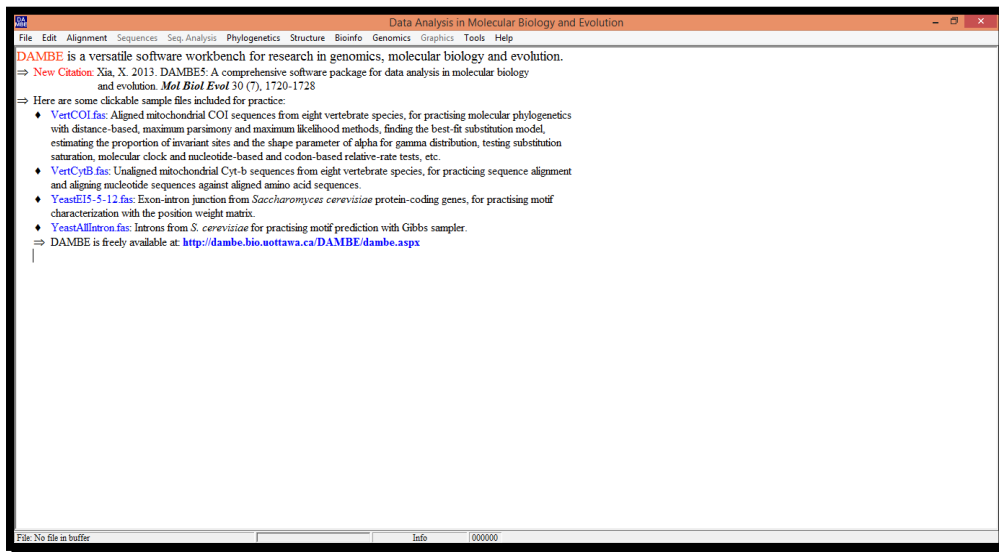 DA
MBE
Data Analysis in Molecular Biology and Evolution
File Edit Alignment Sequences Seq. Analysis Phylogenetics Structure Bioinfo Genomics Graphics Tools Help
DAMBE is a versatile software workbench for research in genomics, molecular biology and evolution.
⇒ New Citation: Xia, X. 2013. DAMBE5: A comprehensive software package for data analysis in molecular biology
and evolution. Mol Biol Evol 30 (7), 1720-1728
⇒ Here are some clickable sample files included for practice:
♦ VertCOI.fas: Aligned mitochondrial COI sequences from eight vertebrate species, for practising molecular phylogenetics
with distance-based, maximum parsimony and maximum likelihood methods, finding the best-fit substitution model,
estimating the proportion of invariant sites and the shape parameter of alpha for gamma distribution, testing substitution
saturation, molecular clock and nucleotide-based and codon-based relative-rate tests, etc.
♦ VertCytB.fas: Unaligned mitochondrial Cyt-b sequences from eight vertebrate species, for practicing sequence alignment
and aligning nucleotide sequences against aligned amino acid sequences.
♦ YeastEI5-5-12.fas: Exon-intron junction from Saccharomyces cerevisiae protein-coding genes, for practising motif
characterization with the position weight matrix.
♦ YeastAllIntron.fas: Introns from S. cerevisiae for practising motif prediction with Gibbs sampler.
⇒ DAMBE is freely available at: http://dambe.bio.uottawa.ca/DAMBE/dambe.aspx
File: No file in buffer Info 000000